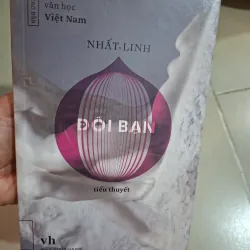 văn học
Việt Nam
NHẤT-LINH
ĐÔI BẠN
tiểu thuyết
vh